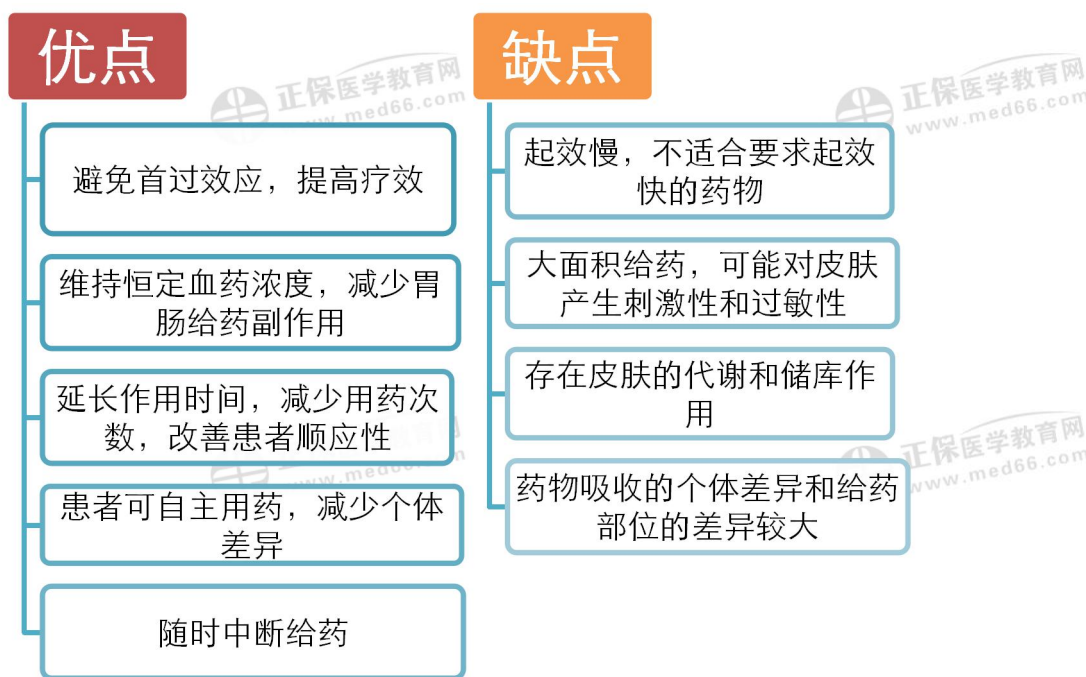 优点
避免首过效应，提高疗效
维持恒定血药浓度，减少胃
肠给药副作用
延长作用时间，减少用药次
数，改善患者顺应性
患者可自主用药，减少个体
差异
随时中断给药
缺点
起效慢，不适合要求起效
快的药物
大面积给药，可能对皮肤
产生刺激性和过敏性
存在皮肤的代谢和储库作
用
药物吸收的个体差异和给药
部位的差异较大
正保医学教育网
www.med66.com
正保医学教育网
www.med66.com
正保医学教育网
www.med66.com